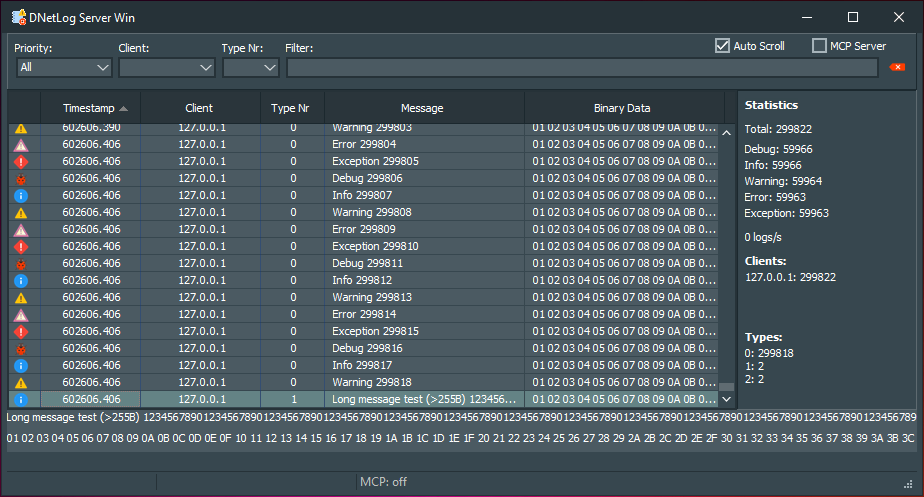 DNetLog Server Win
Priority: Client: Type Nr: Filter: Auto Scroll MCP Server
All
Timestamp Client Type Nr Message Binary Data
602606.390 127.0.0.1 0 Warning 299803 01 02 03 04 05 06 07 08 09 0A 0B 0...
602606.406 127.0.0.1 0 Error 299804 01 02 03 04 05 06 07 08 09 0A 0B 0...
602606.406 127.0.0.1 0 Exception 299805 01 02 03 04 05 06 07 08 09 0A 0B 0...
602606.406 127.0.0.1 0 Debug 299806 01 02 03 04 05 06 07 08 09 0A 0B 0...
602606.406 127.0.0.1 0 Info 299807 01 02 03 04 05 06 07 08 09 0A 0B 0...
602606.406 127.0.0.1 0 Warning 299808 01 02 03 04 05 06 07 08 09 0A 0B 0...
602606.406 127.0.0.1 0 Error 299809 01 02 03 04 05 06 07 08 09 0A 0B 0...
602606.406 127.0.0.1 0 Exception 299810 01 02 03 04 05 06 07 08 09 0A 0B 0...
602606.406 127.0.0.1 0 Debug 299811 01 02 03 04 05 06 07 08 09 0A 0B 0...
602606.406 127.0.0.1 0 Info 299812 01 02 03 04 05 06 07 08 09 0A 0B 0...
602606.406 127.0.0.1 0 Warning 299813 01 02 03 04 05 06 07 08 09 0A 0B 0...
602606.406 127.0.0.1 0 Error 299814 01 02 03 04 05 06 07 08 09 0A 0B 0...
602606.406 127.0.0.1 0 Exception 299815 01 02 03 04 05 06 07 08 09 0A 0B 0...
602606.406 127.0.0.1 0 Debug 299816 01 02 03 04 05 06 07 08 09 0A 0B 0...
602606.406 127.0.0.1 0 Info 299817 01 02 03 04 05 06 07 08 09 0A 0B 0...
602606.406 127.0.0.1 0 Warning 299818 01 02 03 04 05 06 07 08 09 0A 0B 0...
602606.406 127.0.0.1 1 Long message test (>255B) 123456... 01 02 03 04 05 06 07 08 09 0A 0B 0...
Statistics
Total: 299822
Debug: 59966
Info: 59966
Warning: 59964
Error: 59963
Exception: 59963
0 logs/s
Clients:
127.0.0.1: 299822
Types:
0: 299818
1: 2
2: 2
Long message test (>255B) 1234567890123456789012345678901234567890123456789012345678901234567890123456789012345678901234567890123456789
01 02 03 04 05 06 07 08 09 0A 0B 0C 0D 0E 0F 10 11 12 13 14 15 16 17 18 19 1A 1B 1C 1D 1E 1F 20 21 22 23 24 25 26 27 28 29 2A 2B 2C 2D 2E 2F 30 31 32 33 34 35 36 37 38 39 3A 3B 3C
MCP: off